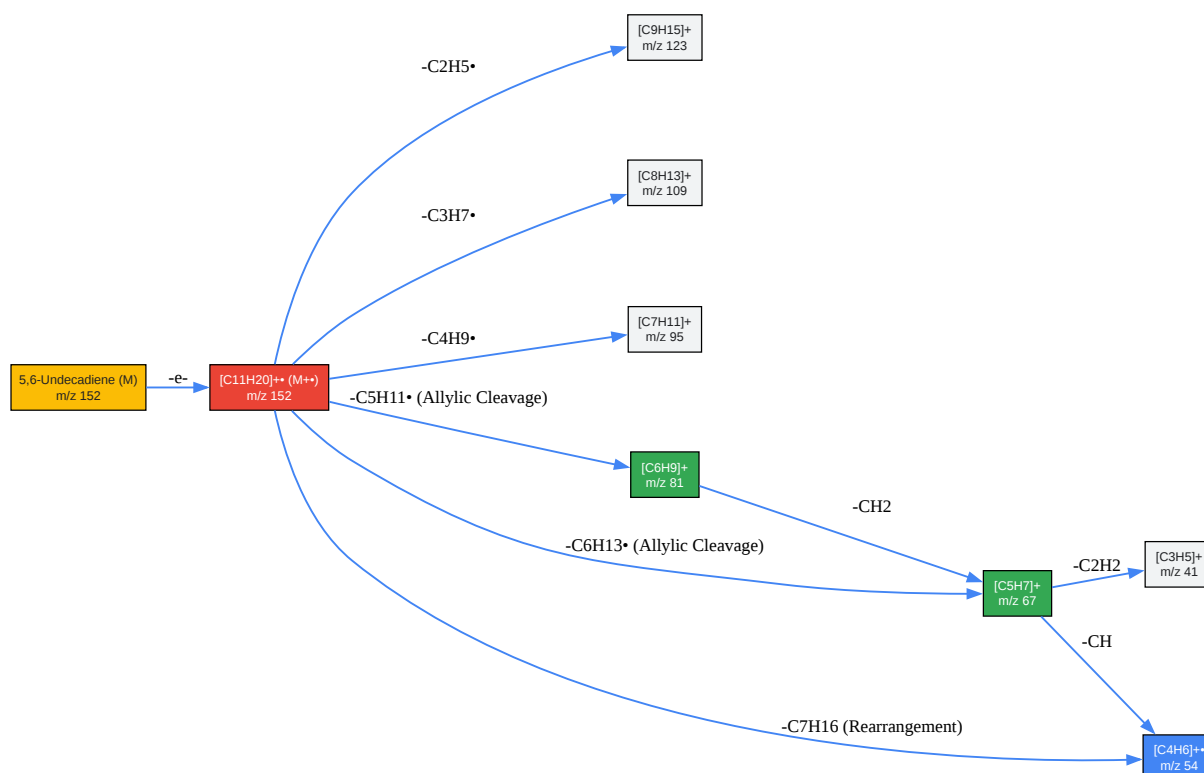 [C9H15]+
m/z 123
-C2H5•
[C8H13]+
m/z 109
-C3H7•
[C7H11]+
m/z 95
-C4H9•
5,6-Undecadiene (M)
m/z 152
-e-
[C11H20]+• (M+•)
m/z 152
-C5H11• (Allylic Cleavage)
[C6H9]+
m/z 81
-CH2
-C6H13• (Allylic Cleavage)
[C5H7]+
m/z 67
-C2H2
[C3H5]+
m/z 41
-CH
-C7H16 (Rearrangement)
[C4H6]+•
m/z 54